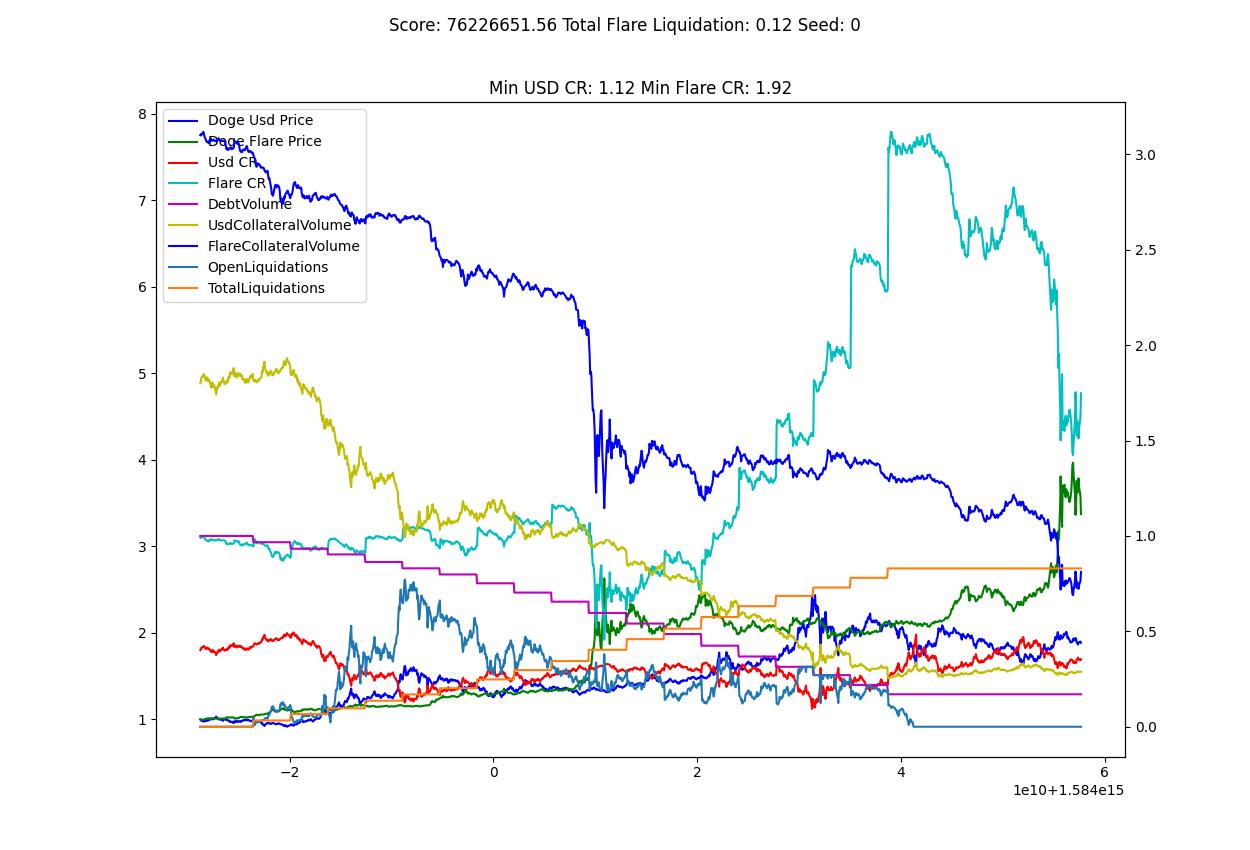 Score: 76226651.56 Total Flare Liquidation: 0.12 Seed: 0
Min USD CR: 1.12 Min Flare CR: 1.92
Doge Usd Price
Doge Flare Price
Usd CR
Flare CR
DebtVolume
UsdCollateralVolume
FlareCollateralVolume
OpenLiquidations
TotalLiquidations
8
7
6
5
4
3
2
1
3.0
2.5
2.0
1.5
1.0
0.5
0.0
−2
0
2
4
6
1e10+1.584e15